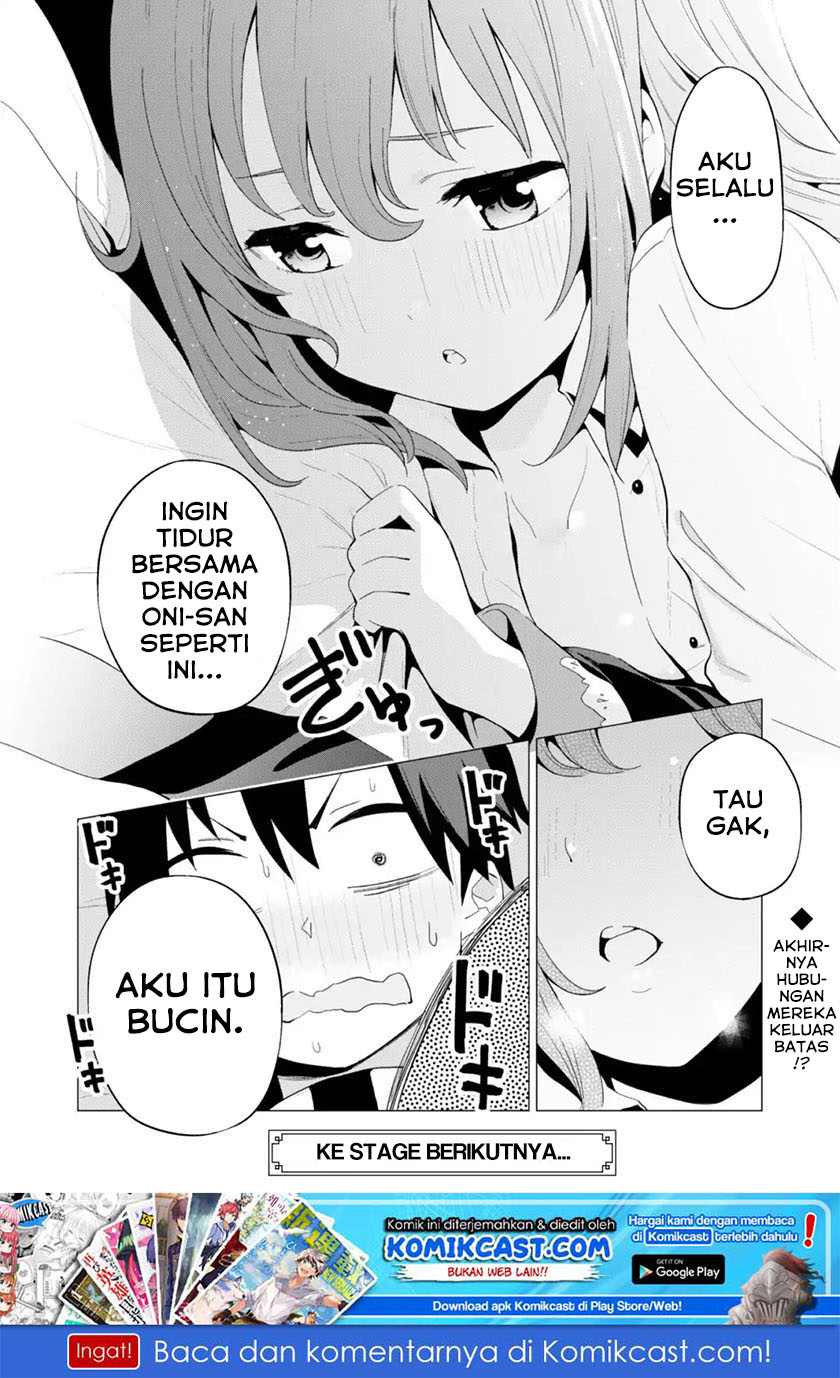 AKU
SELALU
...
INGIN
TIDUR
BERSAMA
DENGAN
ONI-SAN
SEPERTI
INI...
ぎゅっ
TAU
GAK,
ドキ
ドキ
AKU ITU
BUCIN.
ドキ
ドキ
◆
AKHIR-
NYA
HUBU-
NGAN
MEREKA
KELUAR
BATAS
!?
KE STAGE BERIKUTNYA...
Komik ini diterjemahkan & diedit oleh
KOMIKCAST.COM
BUKAN WEB LAIN!!
Hargai kami dengan membaca
di Komikcast terlebih dahulu !
GET IT ON
Google Play
Download apk Komikcast di Play Store/Web!
Ingat! Baca dan komentarnya di Komikcast.com!